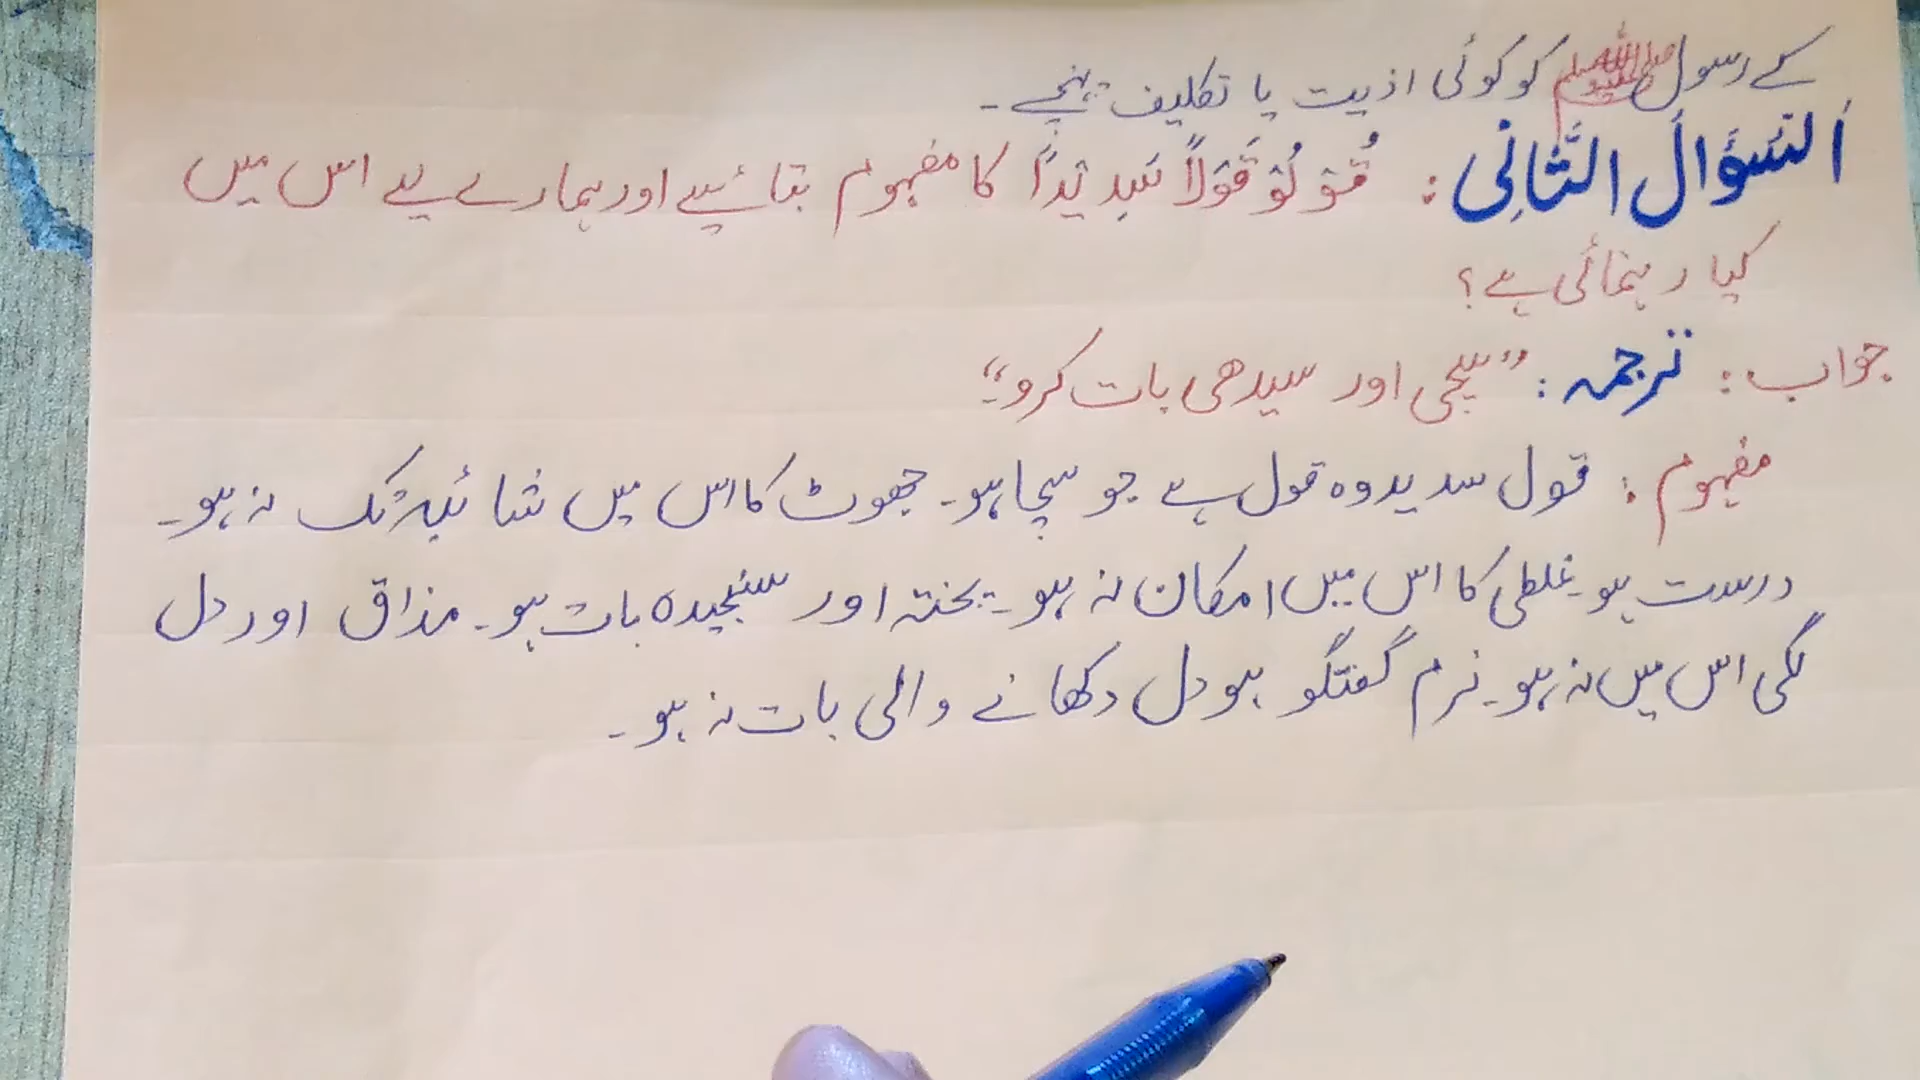 کے رسول ﷺ کو کوئی اذیت یا تکلیف پہنچے۔
اَلسَّؤَالُ الثَّانِی: قُوۡلُوۡ قَوۡلًا سَدِیۡدًا کا مفہوم بتائیے اور ہمارے لیے اس میں
کیا رہنمائی ہے؟
جواب: ترجمہ: ”سچی اور سیدھی بات کرو“۔
مفہوم: قول سدید وہ قول ہے جو سچا ہو۔ جھوٹ کا اس میں شائبہ تک نہ ہو۔
درست ہو۔ غلطی کا اس میں امکان نہ ہو۔ پختہ اور سنجیدہ بات ہو۔ مذاق اور دل
لگی اس میں نہ ہو۔ نرم گفتگو ہو دل دکھانے والی بات نہ ہو۔